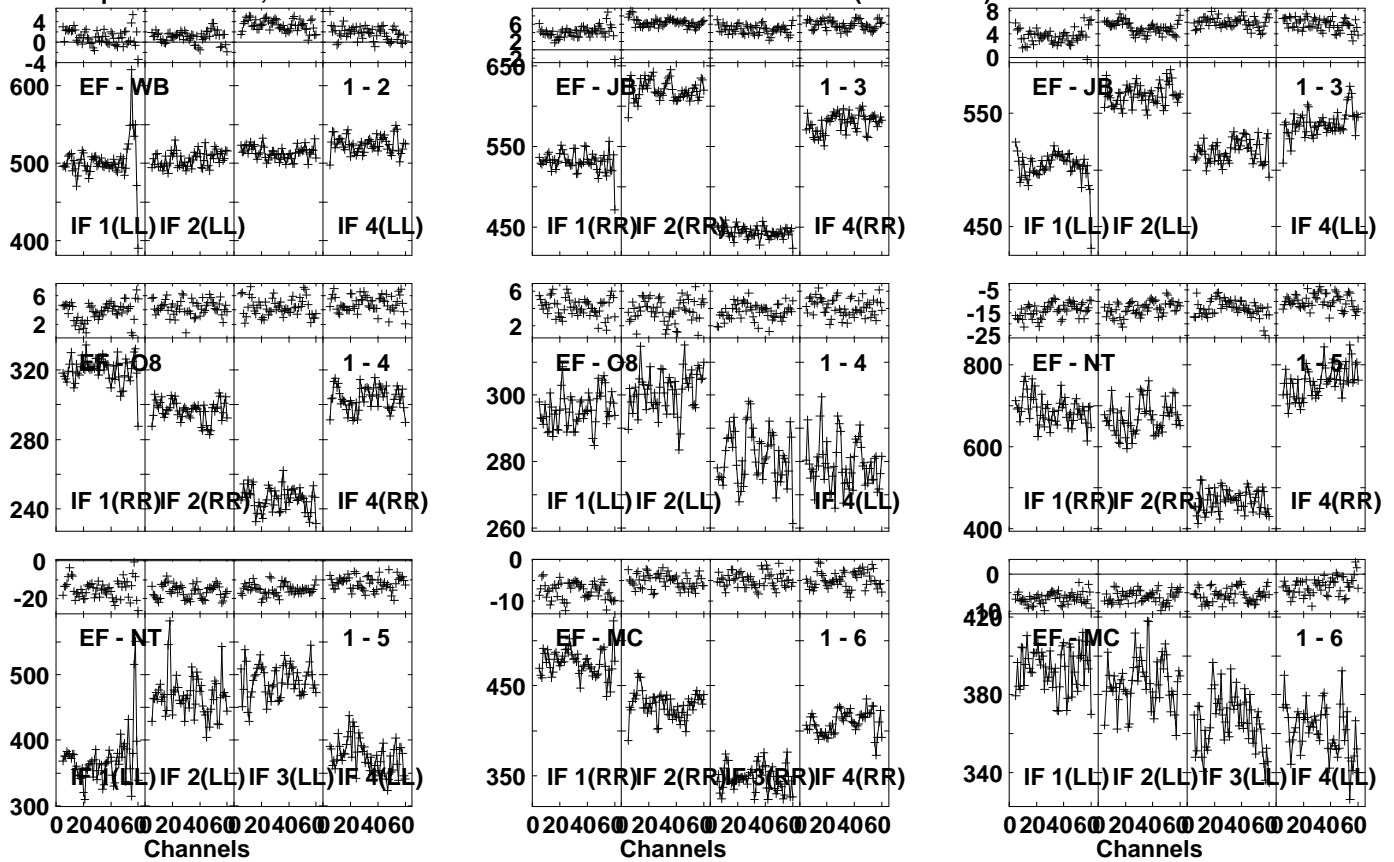 4 0 -4 6 2 2 8 4 0
600 EF - WB 1 - 2 650 EF - JB 1 - 3 EF - JB 1 - 3
500 550 550
400 IF 1(LL) IF 2(LL) IF 4(LL) 450 IF 1(RR) IF 2(RR) IF 4(RR) 450 IF 1(LL) IF 2(LL) IF 4(LL)
6 2 6 2 -5 -15 -25
320 EF - O8 1 - 4 300 EF - O8 1 - 4 800 EF - NT 1 - 5
280 280 600
240 IF 1(RR) IF 2(RR) IF 4(RR) 260 IF 1(LL) IF 2(LL) IF 4(LL) 400 IF 1(RR) IF 2(RR) IF 4(RR)
0 -20 0 -10 0 -10
EF - NT 1 - 5 EF - MC 1 - 6 420 EF - MC 1 - 6
500 450 380
400
300 IF 1(LL) IF 2(LL) IF 3(LL) IF 4(LL) 350 IF 1(RR) IF 2(RR) IF 3(RR) IF 4(RR) 340 IF 1(LL) IF 2(LL) IF 3(LL) IF 4(LL)
0 20 40 60 0 20 40 60 0 20 40 60 0 20 40 60 0 20 40 60 0 20 40 60 0 20 40 60 0 20 40 60 0 20 40 60 0 20 40 60 0 20 40 60 0 20 40 60
Channels Channels Channels